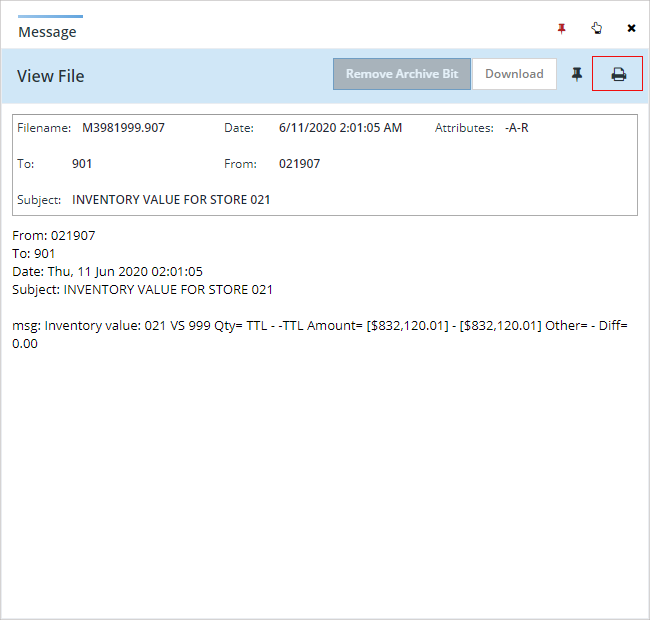 Message
View File
Remove Archive Bit
Download
Filename: M3981999.907 Date: 6/11/2020 2:01:05 AM Attributes: -A-R
To: 901 From: 021907
Subject: INVENTORY VALUE FOR STORE 021
From: 021907
To: 901
Date: Thu, 11 Jun 2020 02:01:05
Subject: INVENTORY VALUE FOR STORE 021
msg: Inventory value: 021 VS 999 Qty= TTL - -TTL Amount= [$832,120.01] - [$832,120.01] Other= - Diff=
0.00